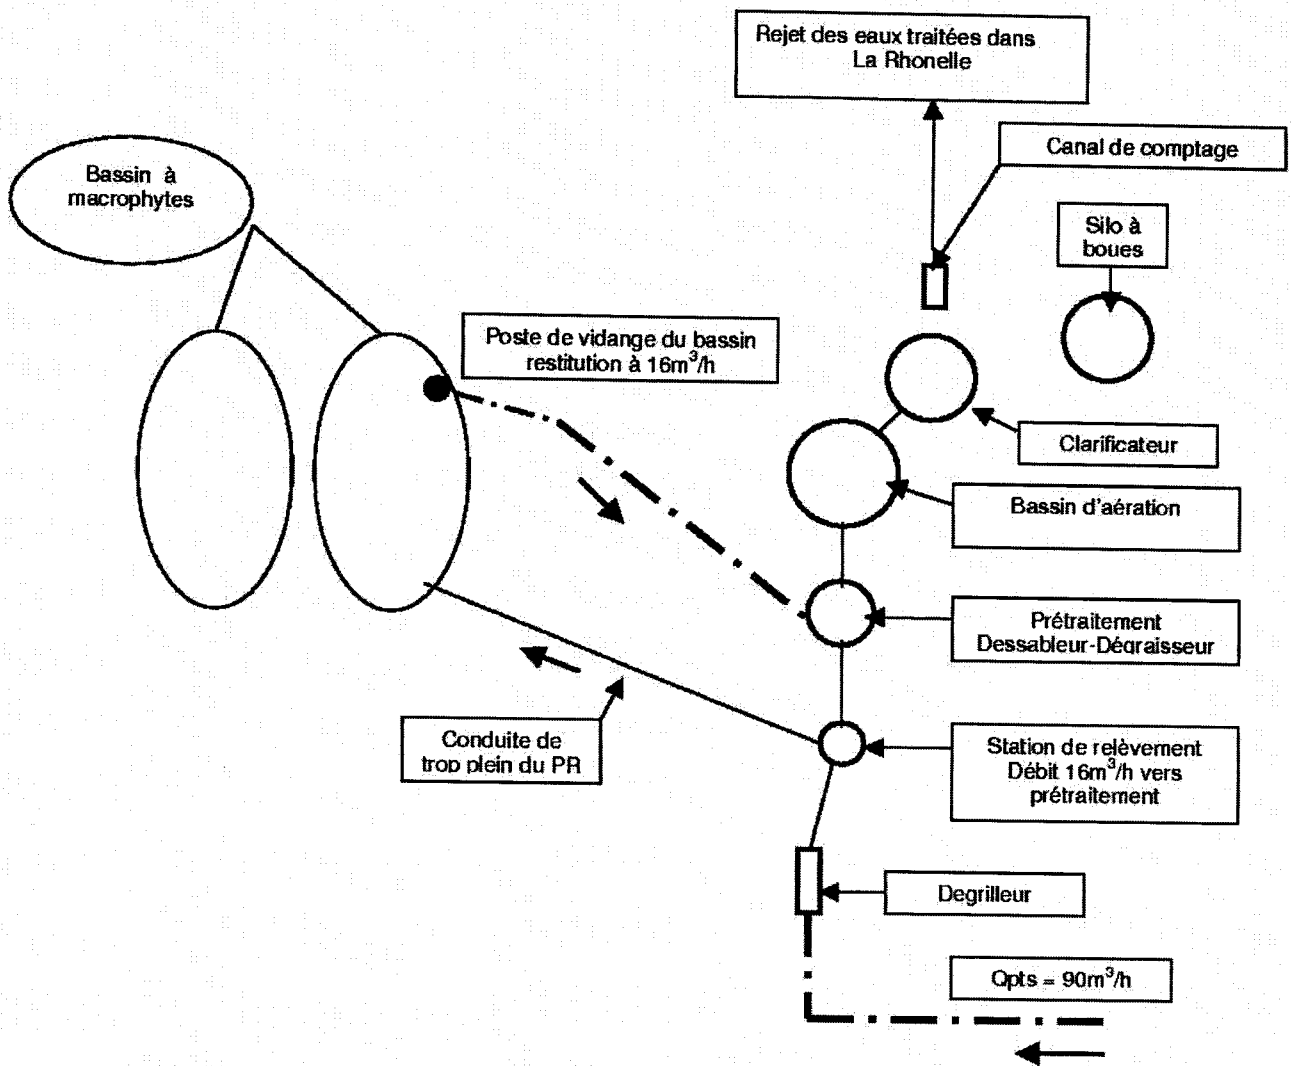 Rejet des eaux traitées dans
La Rhonelle
Canal de comptage
Bassin à
macrophytes
Silo à
boues
Poste de vidange du bassin
restitution à 16m³/h
Clarificateur
Bassin d'aération
Prétraitement
Dessableur-Dégraisseur
Conduite de
trop plein du PR
Station de relèvement
Débit 16m³/h vers
prétraitement
Degrilleur
Qpts = 90m³/h